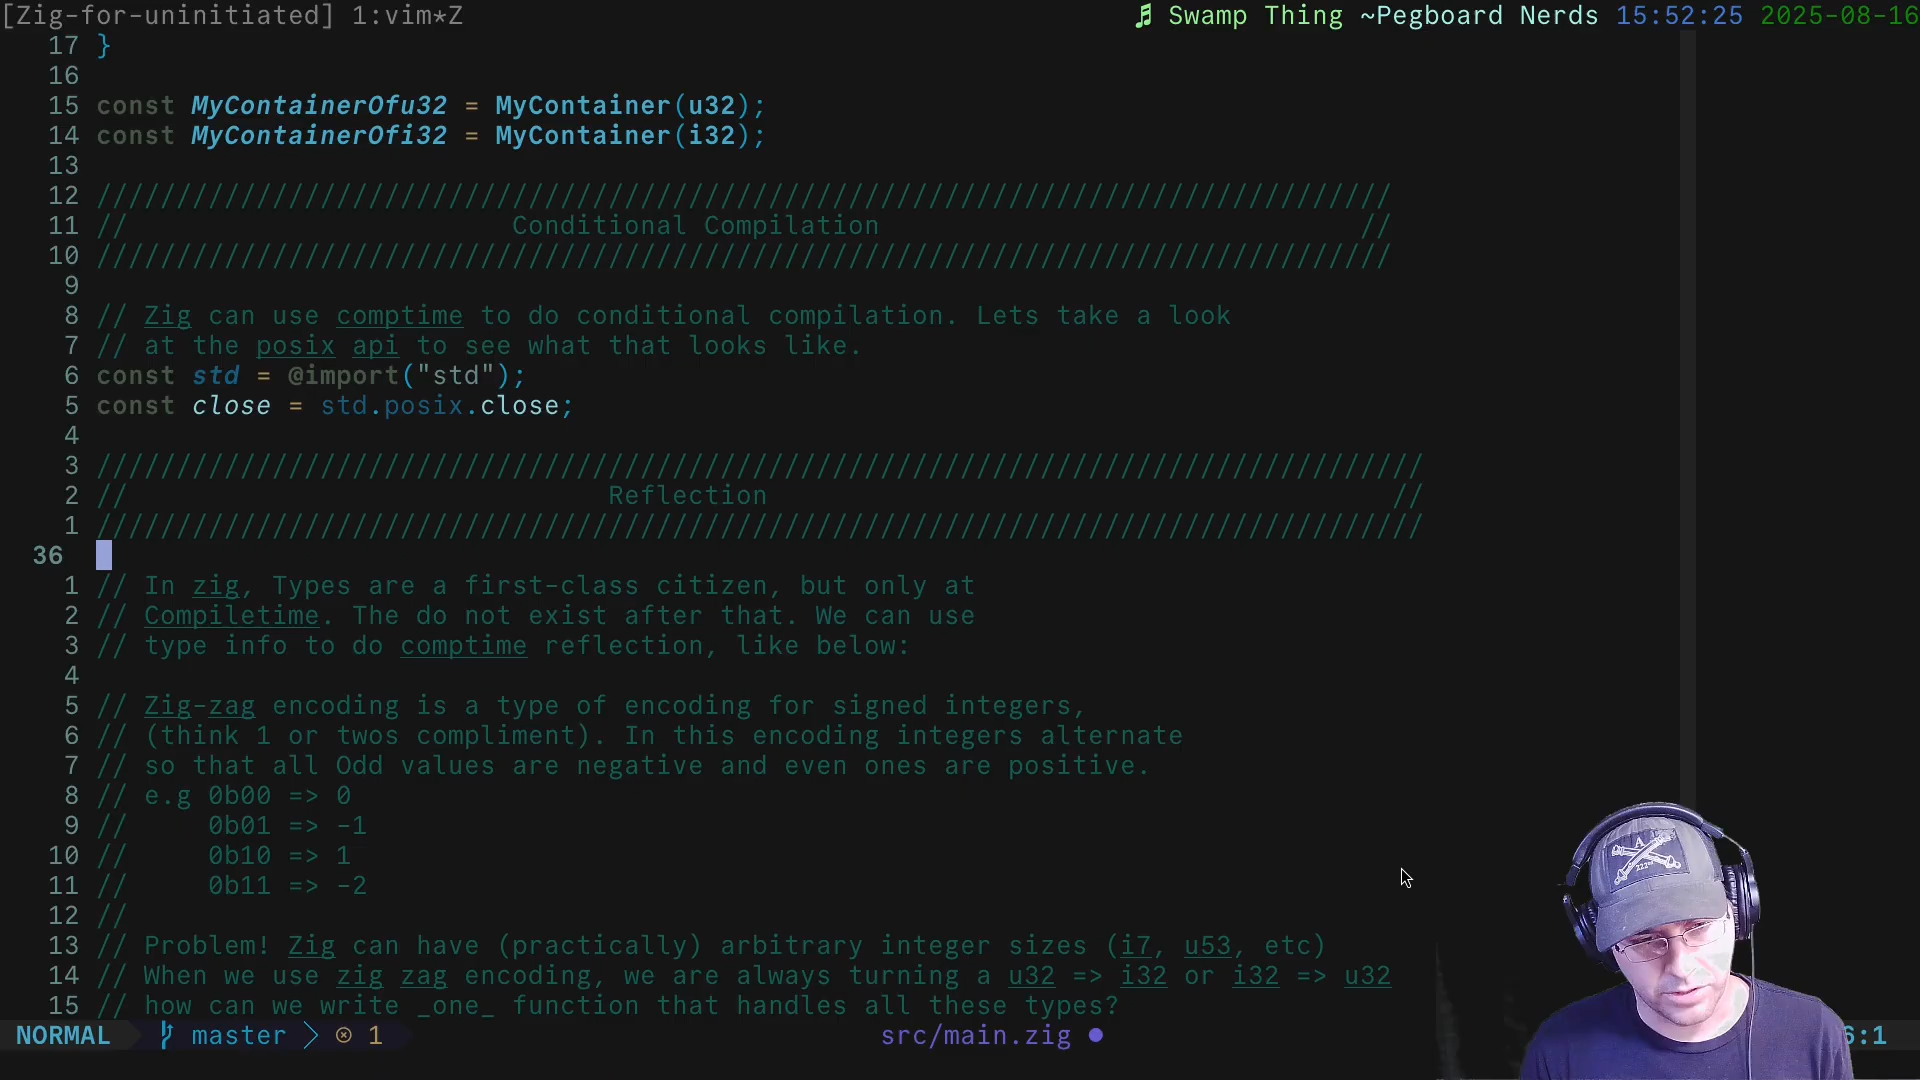 [Zig-for-uninitiated] 1:vim*Z
♬ Swamp Thing ~Pegboard Nerds 15:52:25 2025-08-16
17 }
16
15 const MyContainerOfu32 = MyContainer(u32);
14 const MyContainerOfi32 = MyContainer(i32);
13
12 /////////////////////////////////////////////////////////////////////////////////
11 // Conditional Compilation //
10 /////////////////////////////////////////////////////////////////////////////////
9
8 // Zig can use comptime to do conditional compilation. Lets take a look
7 // at the posix api to see what that looks like.
6 const std = @import("std");
5 const close = std.posix.close;
4
3 ///////////////////////////////////////////////////////////////////////////////////
2 // Reflection //
1 ///////////////////////////////////////////////////////////////////////////////////
36
1 // In zig, Types are a first-class citizen, but only at
2 // Compiletime. The do not exist after that. We can use
3 // type info to do comptime reflection, like below:
4
5 // Zig-zag encoding is a type of encoding for signed integers,
6 // (think 1 or twos compliment). In this encoding integers alternate
7 // so that all Odd values are negative and even ones are positive.
8 // e.g 0b00 => 0
9 // 0b01 => -1
10 // 0b10 => 1
11 // 0b11 => -2
12 //
13 // Problem! Zig can have (practically) arbitrary integer sizes (i7, u53, etc)
14 // When we use zig zag encoding, we are always turning a u32 => i32 or i32 => u32
15 // how can we write _one_ function that handles all these types?
NORMAL master 1 src/main.zig ● 6:1